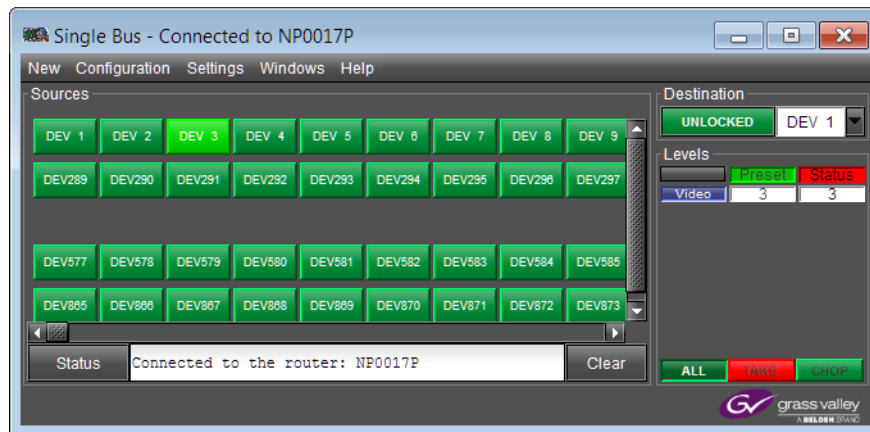 Single Bus - Connected to NP0017P
New Configuration Settings Windows Help
Sources
DEV 1 DEV 2 DEV 3 DEV 4 DEV 5 DEV 6 DEV 7 DEV 8 DEV 9
DEV289 DEV290 DEV291 DEV292 DEV293 DEV294 DEV295 DEV296 DEV297
DEV577 DEV578 DEV579 DEV580 DEV581 DEV582 DEV583 DEV584 DEV585
DEV865 DEV866 DEV867 DEV868 DEV869 DEV870 DEV871 DEV872 DEV873
Status Connected to the router: NP0017P Clear
Destination
UNLOCKED DEV 1
Levels
Preset Status
Video 3 3
ALL TAKE CHOP
GV grassvalley
A BELDEN BRAND